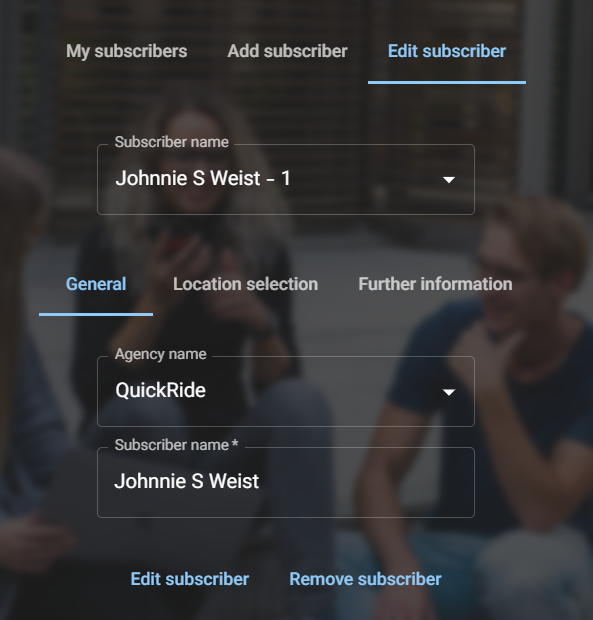 My subscribers Add subscriber Edit subscriber
Subscriber name
Johnnie S Weist - 1
General Location selection Further information
Agency name
QuickRide
Subscriber name *
Johnnie S Weist
Edit subscriber Remove subscriber